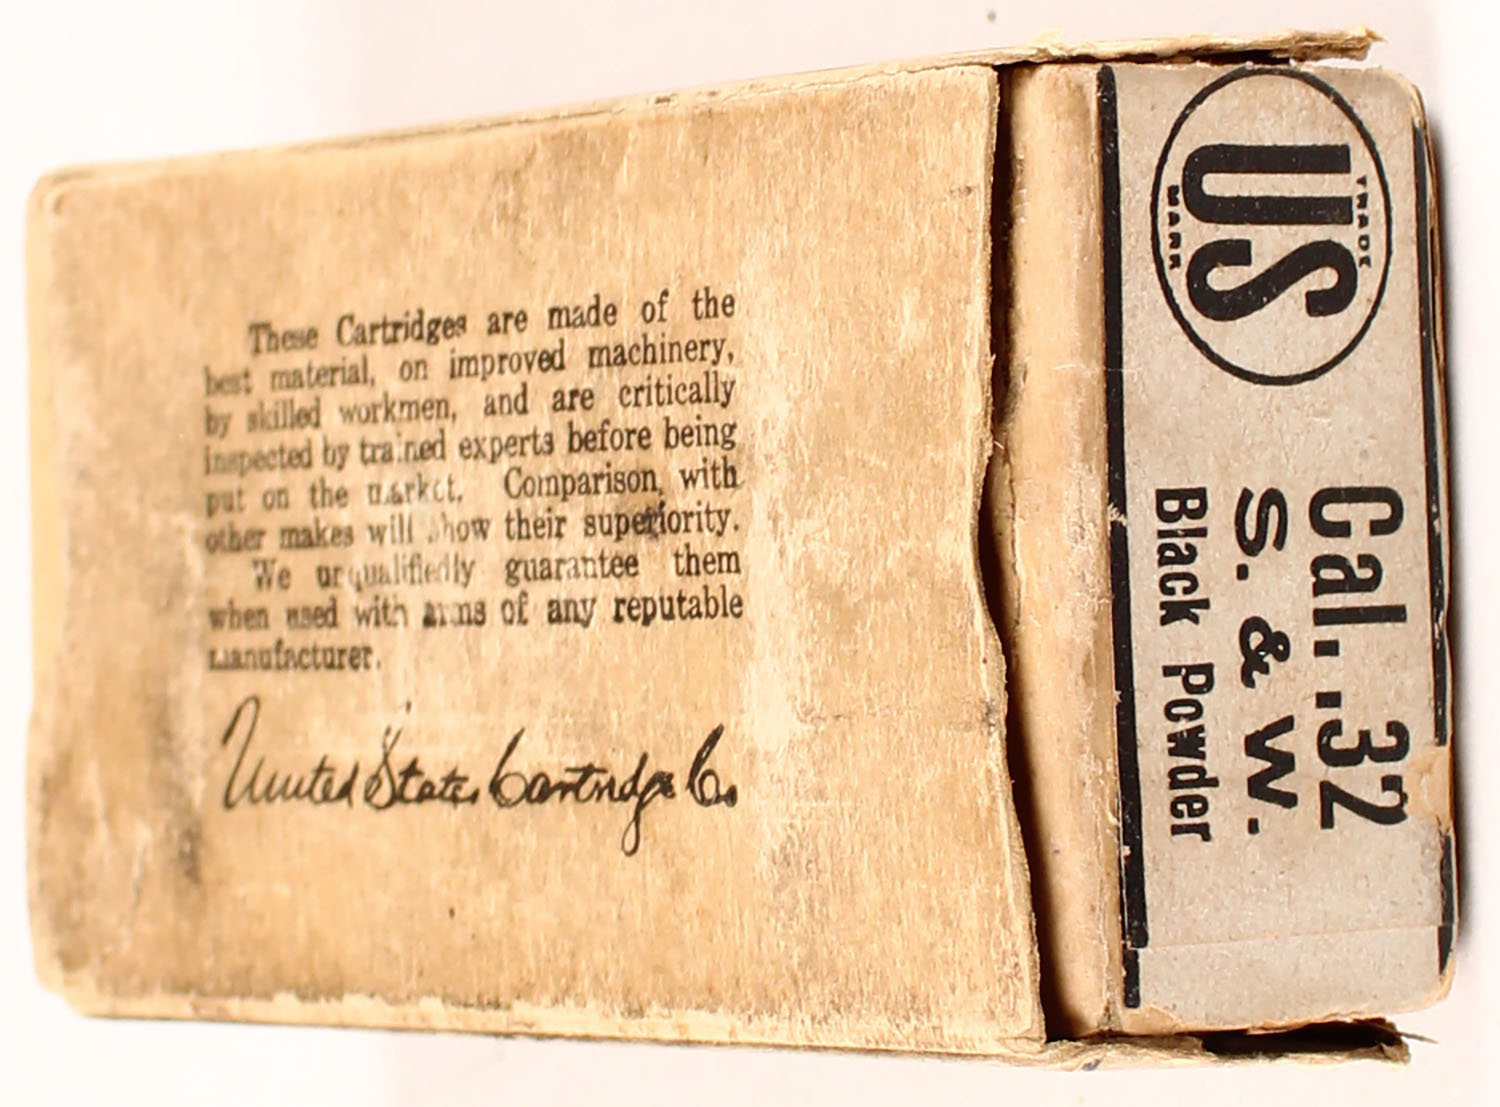 These Cartridges are made of the
best material, on improved machinery,
by skilled workmen, and are critically
inspected by trained experts before being
put on the market. Comparison, with
other makes will show their superiority.
We unqualifiedly guarantee them
when used with arms of any reputable
manufacturer.
United States Cartridge Co.
TRADE
US
MARK
Cal. .32
S. & W.
Black Powder